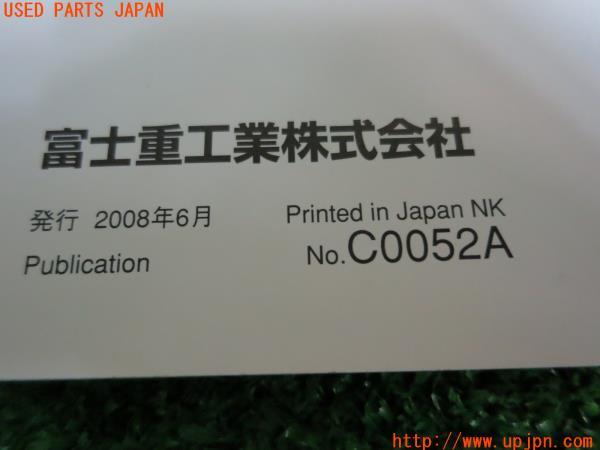 USED PARTS JAPAN
富士重工業株式会社
発行 2008年6月 Printed in Japan NK
Publication No.C0052A
http://www.upjpn.com/